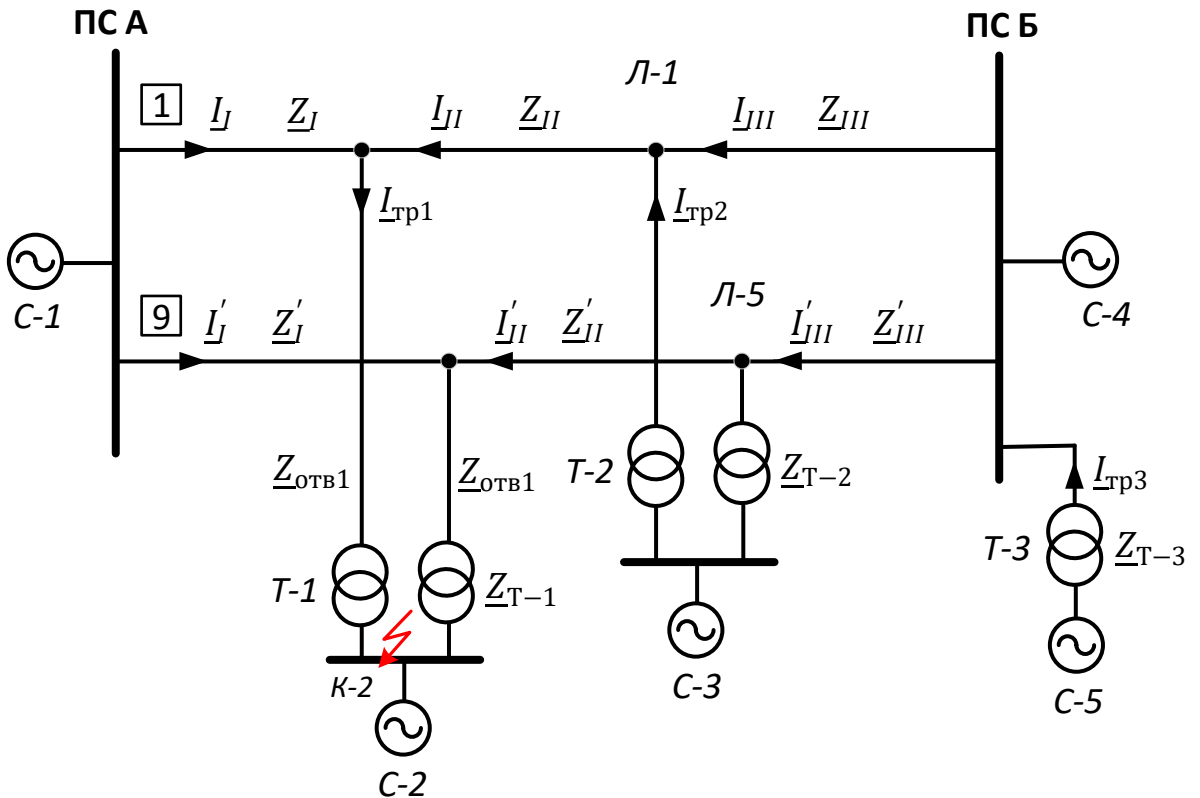 ПС А
ПС Б
Л-1
1
I_I Z_I I_II Z_II I_III Z_III
I_тр1 I_тр2
С-1
С-4
Л-5
9
I'_I Z'_I I'_II Z'_II I'_III Z'_III
Z_отв1 Z_отв1
Т-2 Z_Т−2
I_тр3
Т-1 Z_Т−1
Т-3 Z_Т−3
К-2
С-3
С-5
С-2